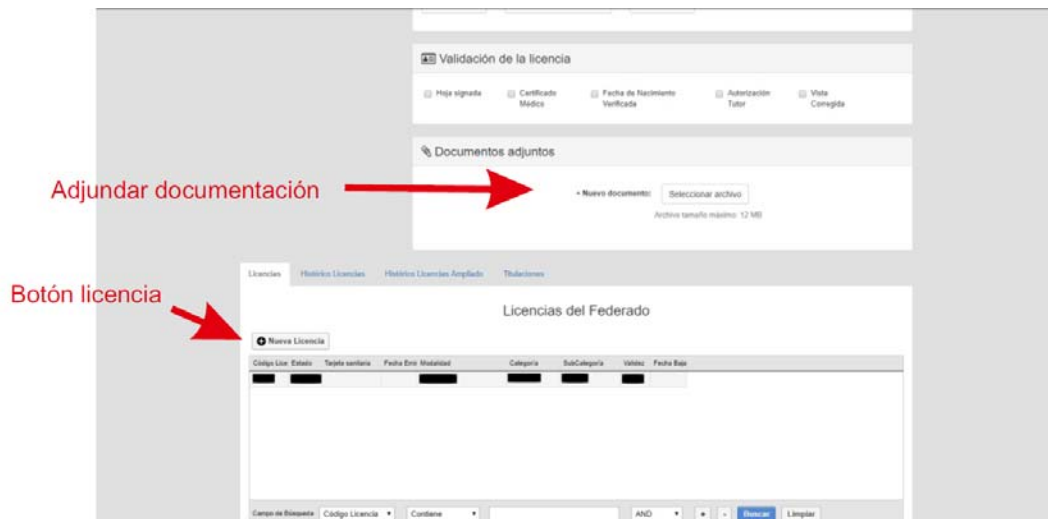 Validación de la licencia
Hoja signada
Certificado
Médico
Fecha de Nacimiento
Verificada
Autorización
Tutor
Vista
Corregida
Documentos adjuntos
Adjundar documentación
Nuevo documento: Seleccionar archivo
Archivo tamaño máximo: 12 MB
Licencias Histórico Licencias Histórico Licencias Ampliado Titulaciones
Botón licencia
Licencias del Federado
Nueva Licencia
Código Lice Estado Tarjeta sanitaria Fecha Emi Modalidad Categoría SubCategoría Validez Fecha Baja
Campo de Búsqueda Código Licencia Contiene AND + - Buscar Limpiar